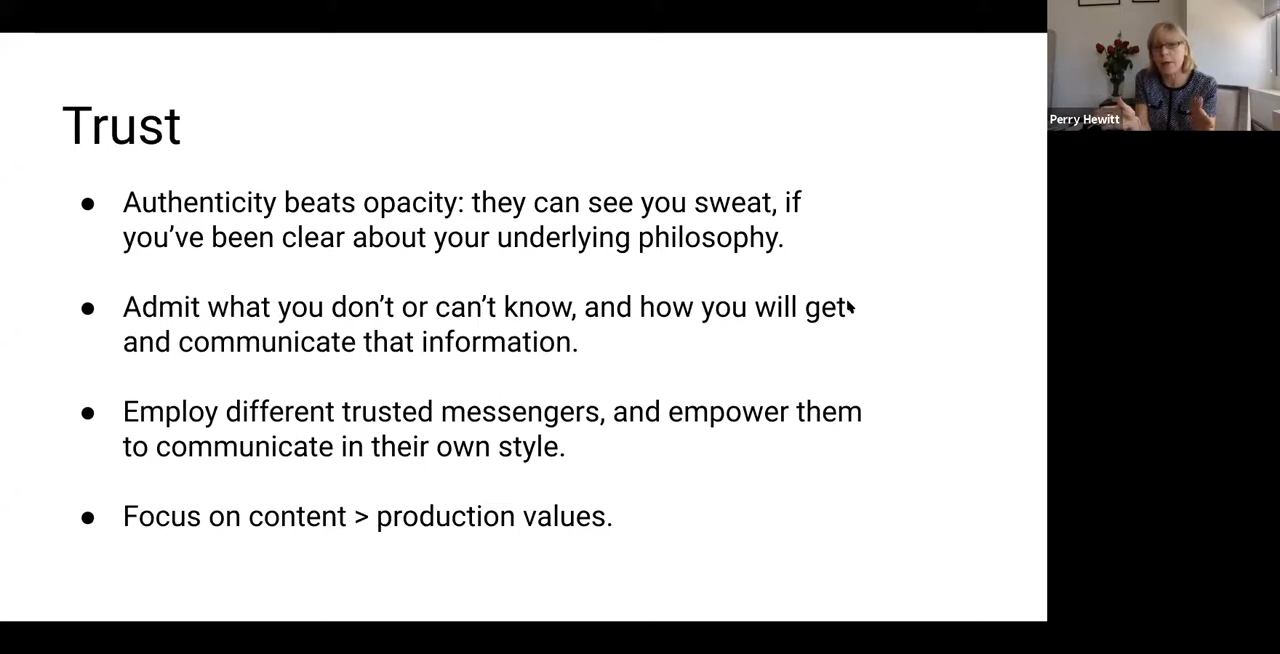 Trust
● Authenticity beats opacity: they can see you sweat, if
you’ve been clear about your underlying philosophy.
● Admit what you don’t or can’t know, and how you will get
and communicate that information.
● Employ different trusted messengers, and empower them
to communicate in their own style.
● Focus on content > production values.
Perry Hewitt